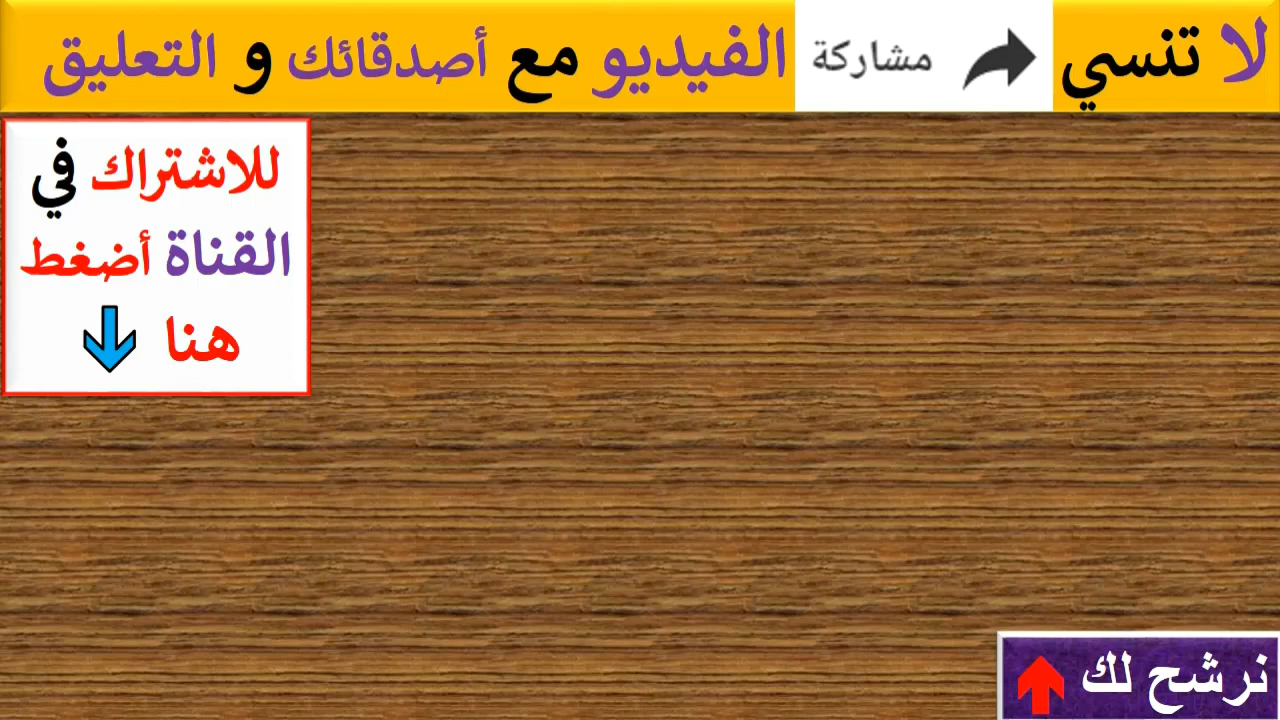 لا تنسي مشاركة الفيديو مع أصدقائك و التعليق
للاشتراك في
القناة أضغط
هنا
نرشح لك